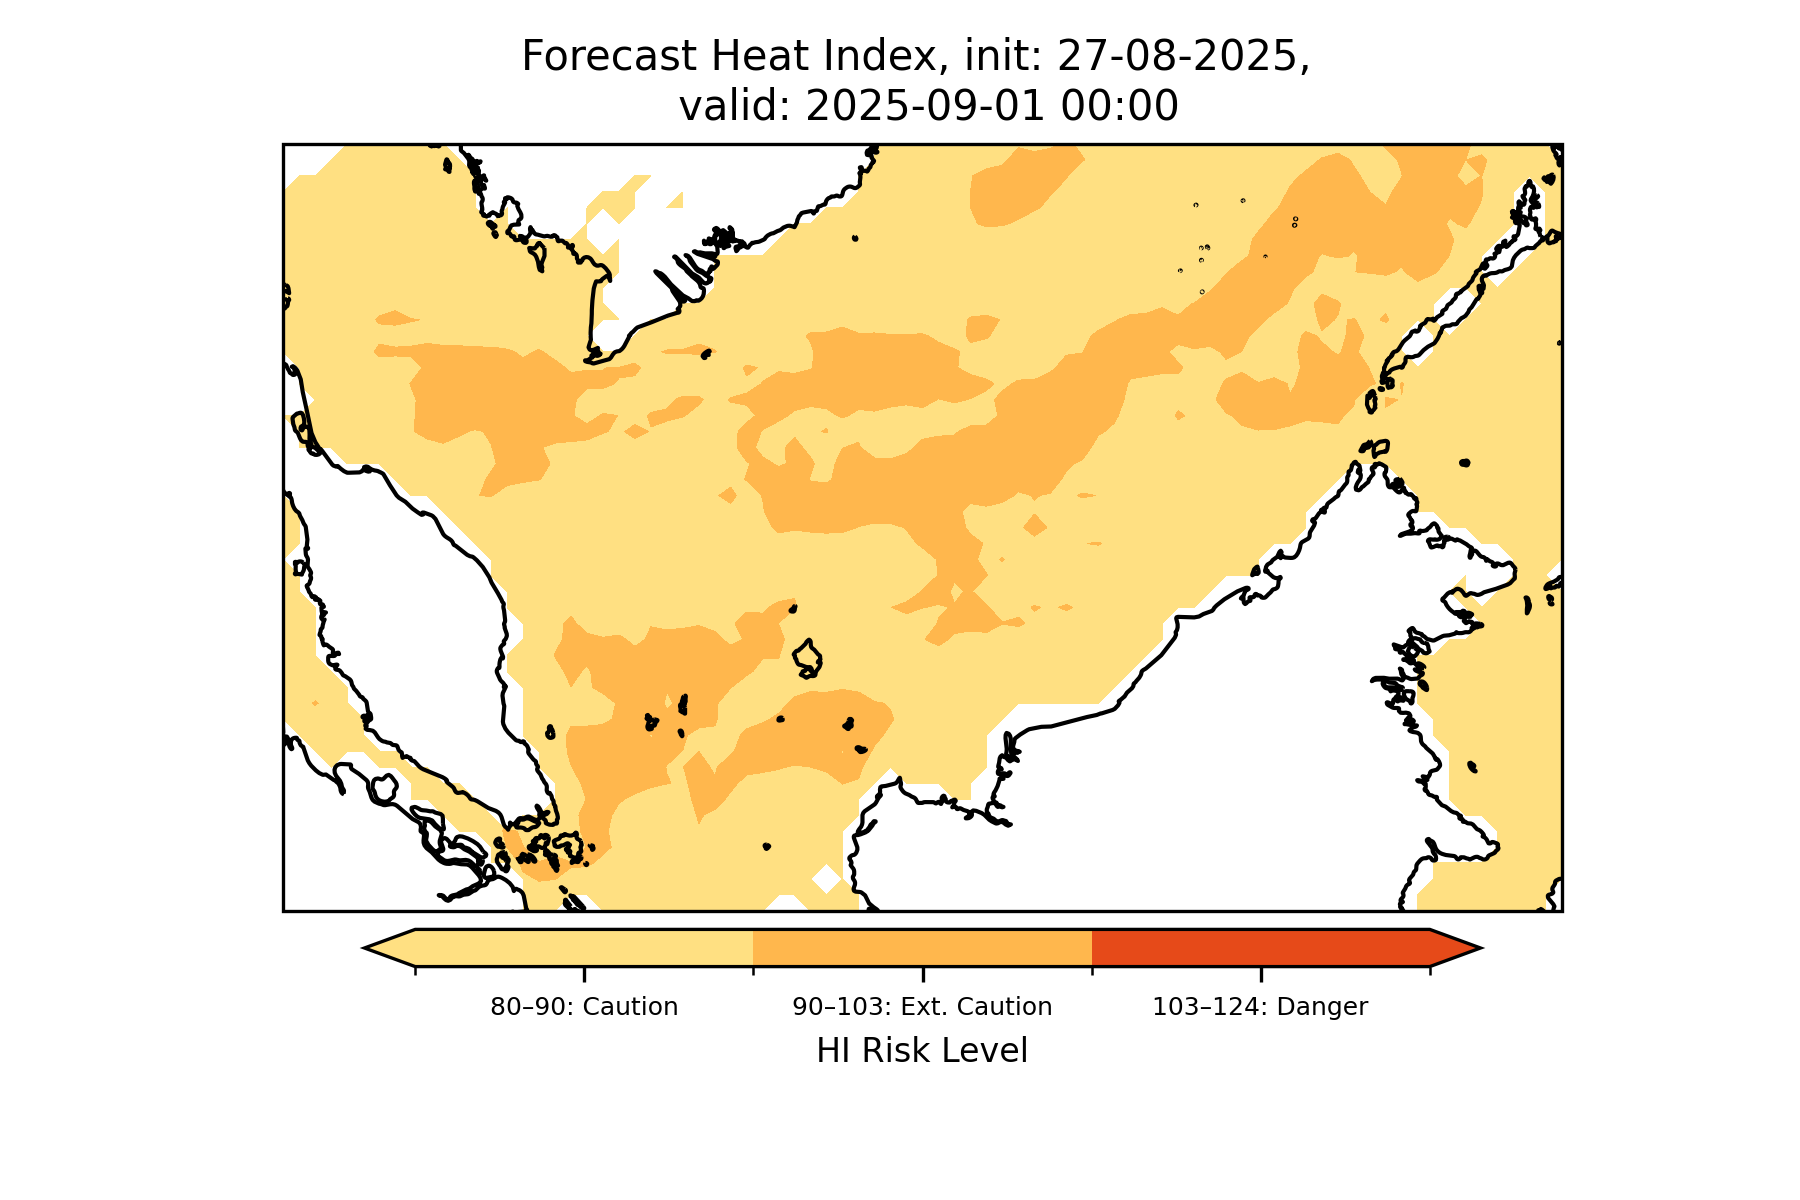 Forecast Heat Index, init: 27-08-2025,
valid: 2025-09-01 00:00
80–90: Caution
90–103: Ext. Caution
103–124: Danger
HI Risk Level